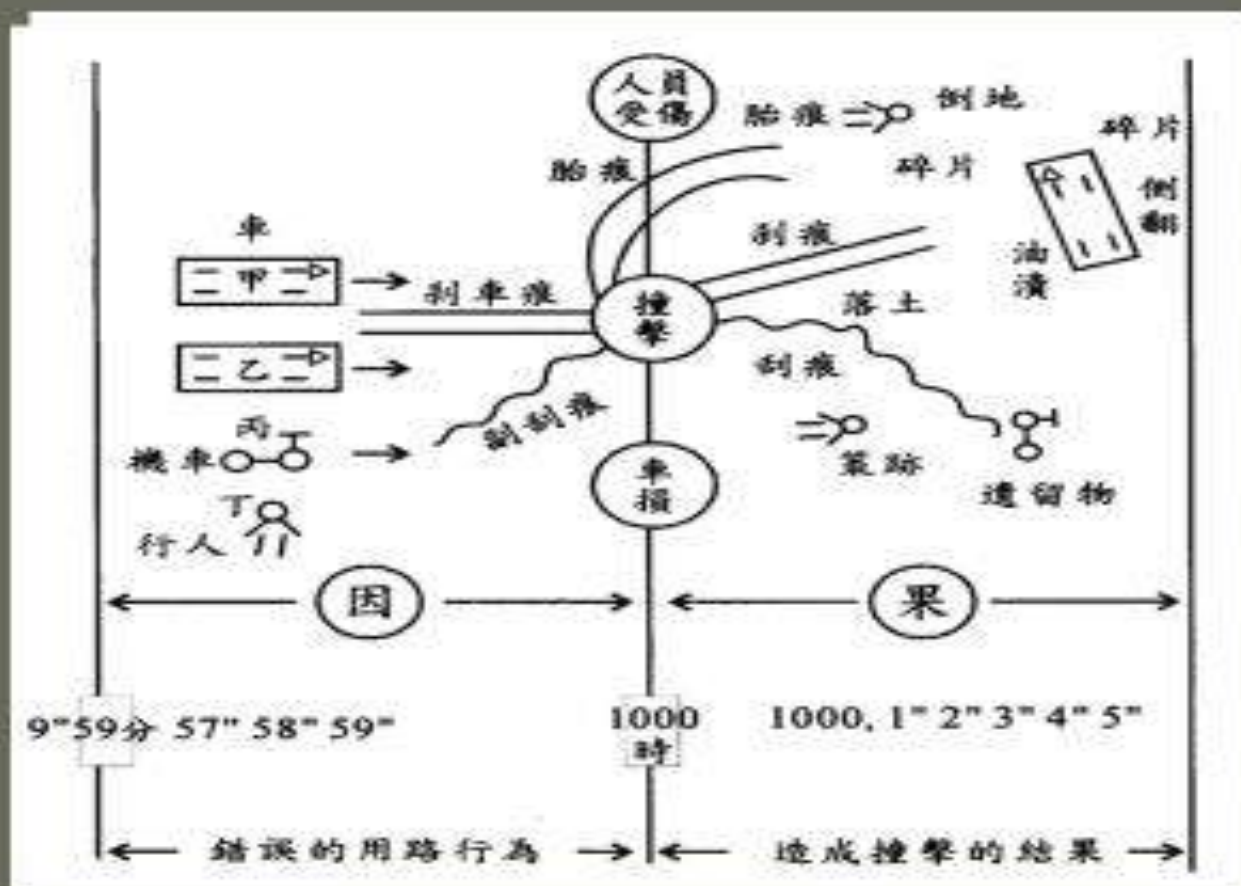 人員
受傷
胎痕
倒地
碎片
胎痕
碎片
側翻
車
甲
刹車痕
撞擊
刮痕
油漬
落土
乙
刮痕
丙
機車
刮痕
車損
跡
遺留物
丁
行人
因
果
9"59分 57" 58" 59"
1000
時
1000, 1" 2" 3" 4" 5"
錯誤的用路行為
造成撞擊的結果